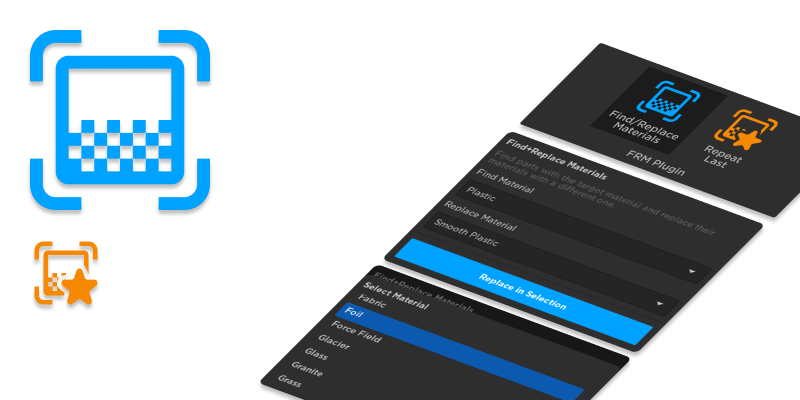 Find/Replace
Materials
Repeat
Last
FRM Plugin
Find+Replace Materials
Find parts with the target material and replace their
materials with a different one.
Find Material
Plastic
Replace Material
Smooth Plastic
Replace in Selection
Find+Replace Materials
Select Material
Fabric
Foil
Force Field
Glacier
Glass
Granite
Grass